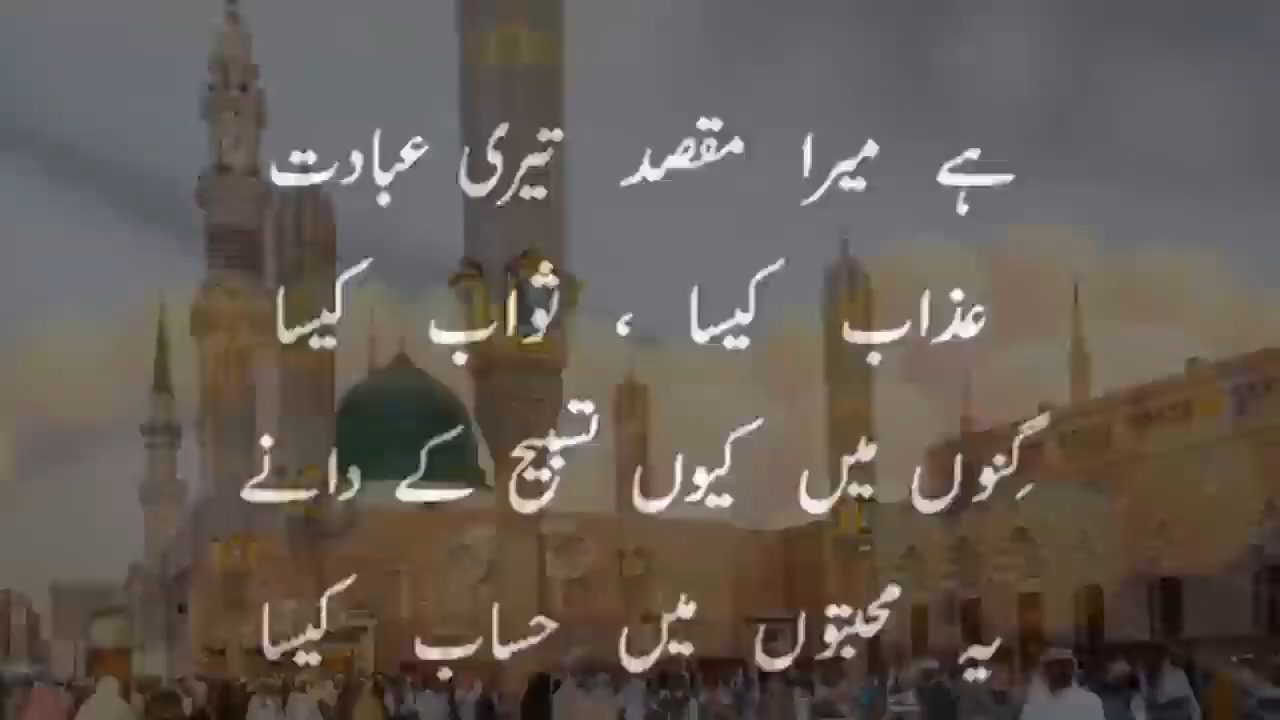 ہے میرا مقصد تیری عبادت
عذاب کیسا ، ثواب کیسا
گِنوں میں کیوں تسبیح کے دانے
یہ محبتوں میں حساب کیسا